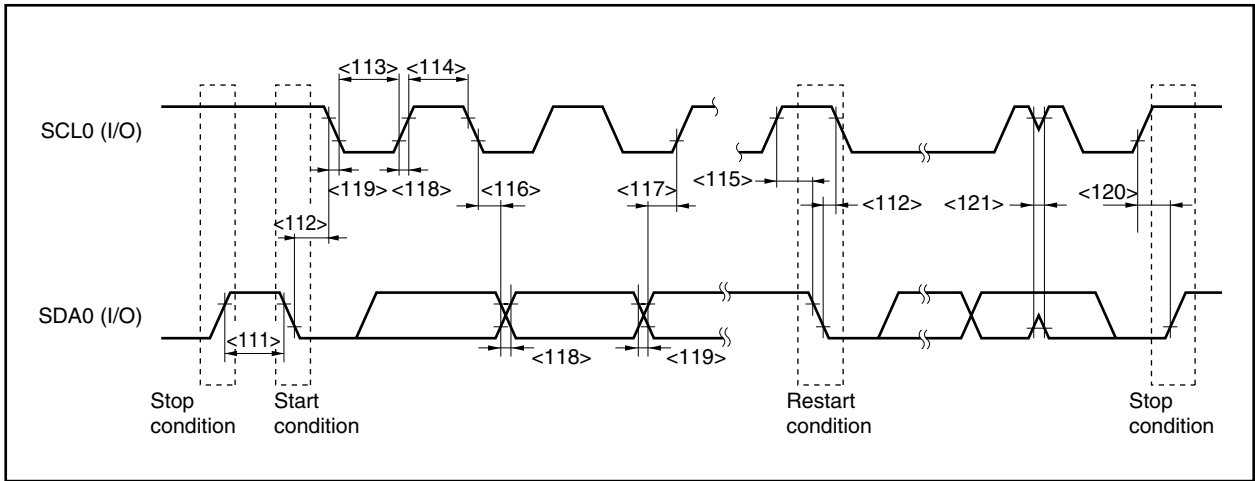 <113> <114>
SCL0 (I/O)
<119> <118> <116> <117> <115> <112> <121> <120>
<112>
SDA0 (I/O)
<111> <118> <119>
Stop condition
Start condition
Restart condition
Stop condition